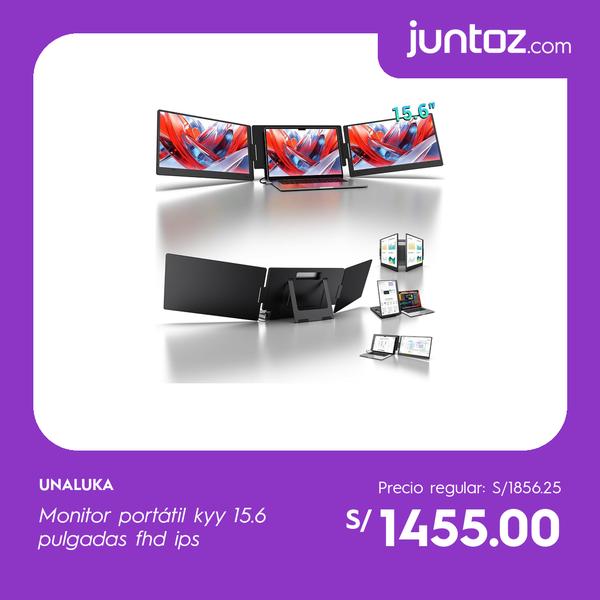 juntoz.com
15.6"
UNALUKA
Monitor portátil kyy 15.6
pulgadas fhd ips
Precio regular: S/1856.25
S/1455.00